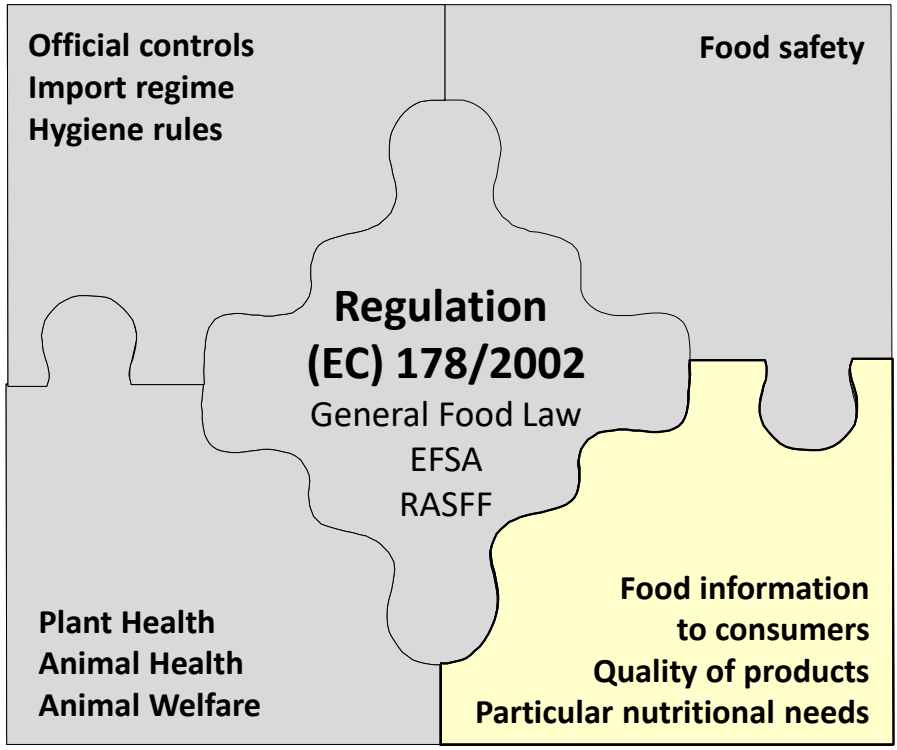 Official controls
Import regime
Hygiene rules
Food safety
Regulation
(EC) 178/2002
General Food Law
EFSA
RASFF
Plant Health
Animal Health
Animal Welfare
Food information
to consumers
Quality of products
Particular nutritional needs